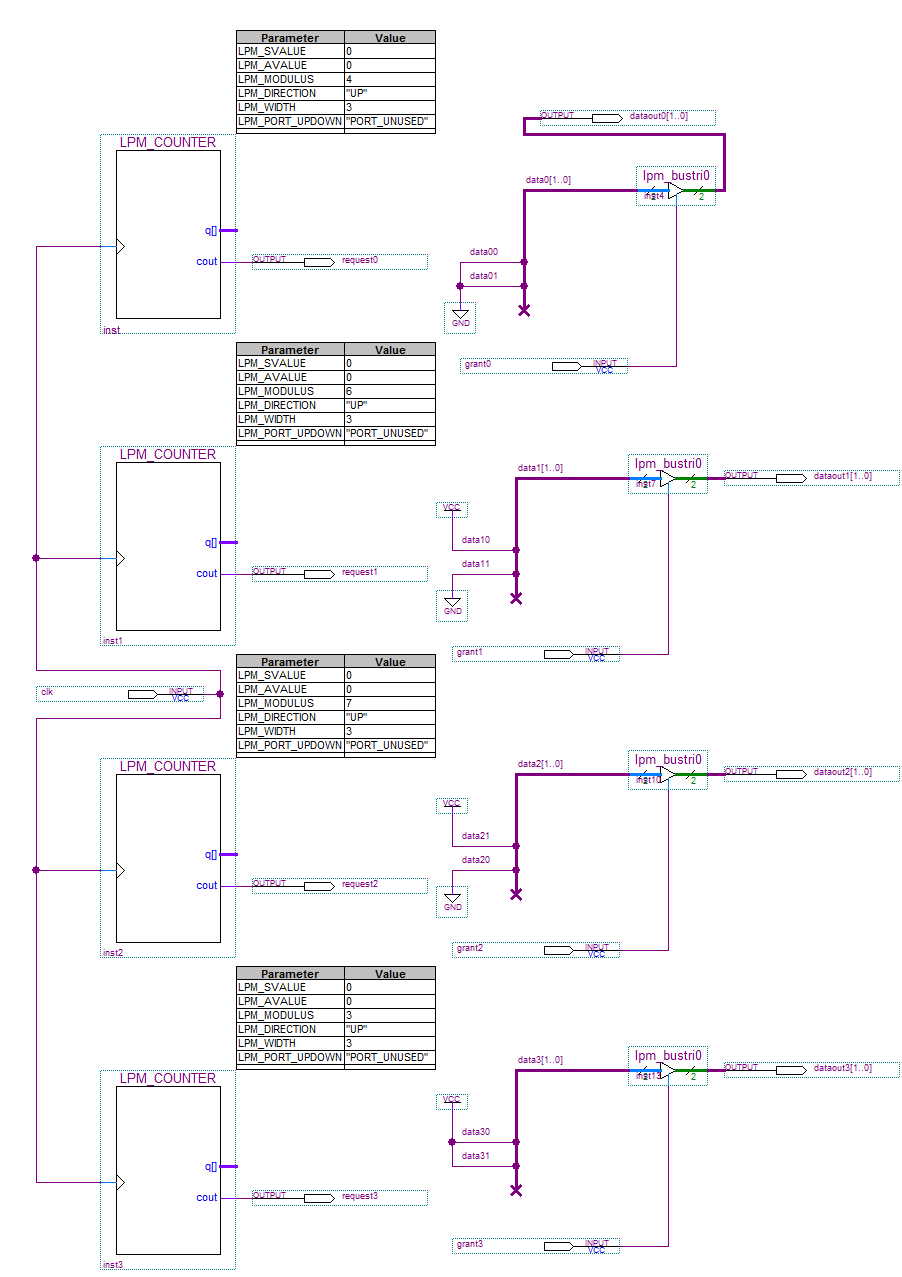 Parameter Value
LPM_SVALUE 0
LPM_AVALUE 0
LPM_MODULUS 4
LPM_DIRECTION "UP"
LPM_WIDTH 3
LPM_PORT_UPDOWN "PORT_UNUSED"
OUTPUT dataout0[1..0]
LPM_COUNTER
lpm_bustri0
data0[1..0]
inst4 2
q[]
cout OUTPUT request0
data00
data01
GND
inst
Parameter Value
LPM_SVALUE 0
LPM_AVALUE 0
LPM_MODULUS 6
LPM_DIRECTION "UP"
LPM_WIDTH 3
LPM_PORT_UPDOWN "PORT_UNUSED"
grant0 INPUT
VCC
LPM_COUNTER
lpm_bustri0
data1[1..0]
inst7 2
OUTPUT dataout1[1..0]
VCC
q[]
data10
data11
cout OUTPUT request1
GND
inst1
grant1 INPUT
VCC
Parameter Value
LPM_SVALUE 0
LPM_AVALUE 0
LPM_MODULUS 7
LPM_DIRECTION "UP"
LPM_WIDTH 3
LPM_PORT_UPDOWN "PORT_UNUSED"
clk INPUT
VCC
LPM_COUNTER
lpm_bustri0
data2[1..0]
inst10 2
OUTPUT dataout2[1..0]
VCC
data21
q[]
data20
cout OUTPUT request2
GND
inst2
grant2 INPUT
VCC
Parameter Value
LPM_SVALUE 0
LPM_AVALUE 0
LPM_MODULUS 3
LPM_DIRECTION "UP"
LPM_WIDTH 3
LPM_PORT_UPDOWN "PORT_UNUSED"
LPM_COUNTER
lpm_bustri0
data3[1..0]
inst13 2
OUTPUT dataout3[1..0]
VCC
data30
data31
q[]
cout OUTPUT request3
grant3 INPUT
VCC
inst3